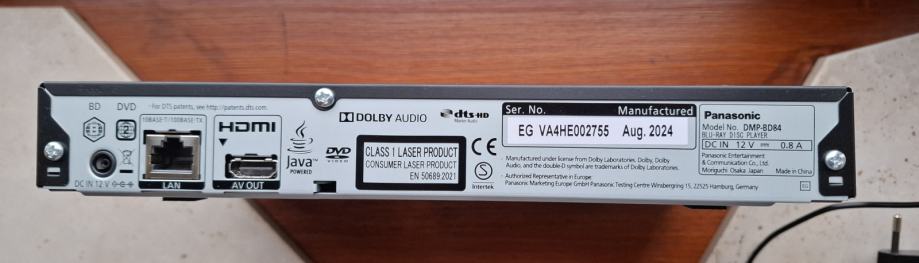 BD DVD
-For DTS patents, see http://patents.dts.com.
B 2
DC IN 12 V
10BASE-T/100BASE-TX
LAN
HDMI
AV OUT
Java
POWERED
DVD
VIDEO
DOLBY AUDIO
dts-HD
Master Audio
CLASS 1 LASER PRODUCT
CONSUMER LASER PRODUCT
EN 50689:2021
CE
Intertek
Ser. No. Manufactured
EG VA4HE002755 Aug. 2024
Manufactured under license from Dolby Laboratories. Dolby, Dolby
Audio, and the double-D symbol are trademarks of Dolby Laboratories.
Authorized Representative in Europe:
Panasonic Marketing Europe GmbH Panasonic Testing Centre Winsbergring 15, 22525 Hamburg, Germany
Panasonic
Model No. DMP-BD84
BLU-RAY DISC PLAYER
DC IN 12 V 0.8 A
Panasonic Entertainment
& Communication Co., Ltd.
Moriguchi Osaka Japan Made in China
EG